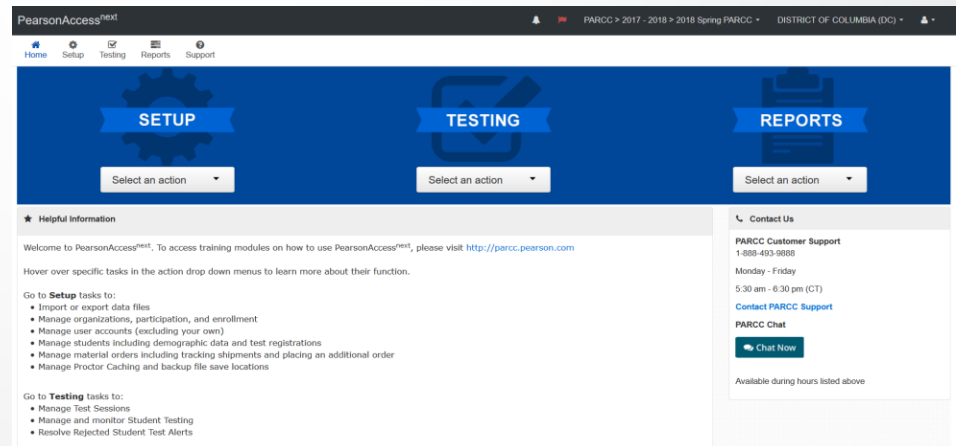 PearsonAccessnext
PARCC > 2017 - 2018 > 2018 Spring PARCC
DISTRICT OF COLUMBIA (DC)
Home
Setup
Testing
Reports
Support
SETUP
TESTING
REPORTS
Select an action
Select an action
Select an action
Helpful Information
Welcome to PearsonAccessnext. To access training modules on how to use PearsonAccessnext, please visit http://parcc.pearson.com
Hover over specific tasks in the action drop down menus to learn more about their function.
Go to Setup tasks to:
• Import or export data files
• Manage organizations, participation, and enrollment
• Manage user accounts (excluding your own)
• Manage students including demographic data and test registrations
• Manage material orders including tracking shipments and placing an additional order
• Manage Proctor Caching and backup file save locations
Go to Testing tasks to:
• Manage Test Sessions
• Manage and monitor Student Testing
• Resolve Rejected Student Test Alerts
Contact Us
PARCC Customer Support
1-888-493-9888
Monday - Friday
5:30 am - 6:30 pm (CT)
Contact PARCC Support
PARCC Chat
Chat Now
Available during hours listed above